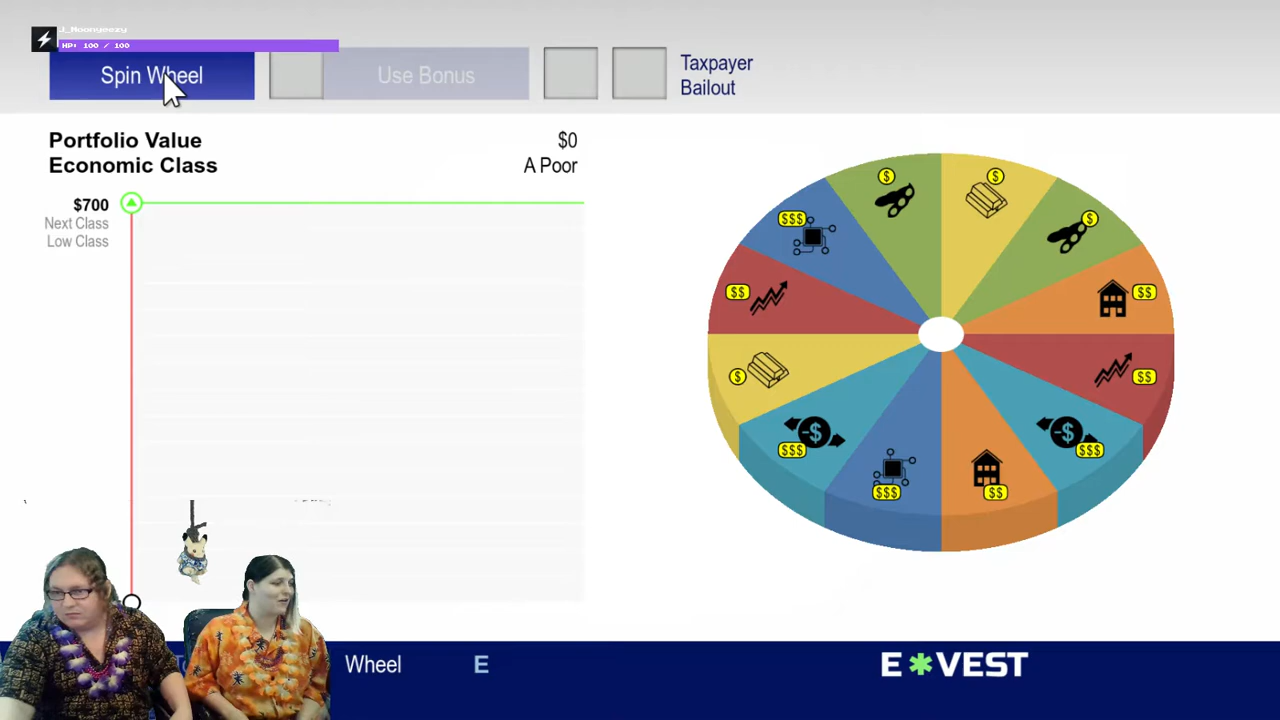 J_Noonyeezy
HP: 100 / 100
Spin Wheel
Use Bonus
Taxpayer
Bailout
Portfolio Value $0
Economic Class A Poor
$700
Next Class
Low Class
$
$
$
$$$
$$
$$
$
$$
-$
-$
$$$
$$$
$$$
$$
Wheel E
E*VEST